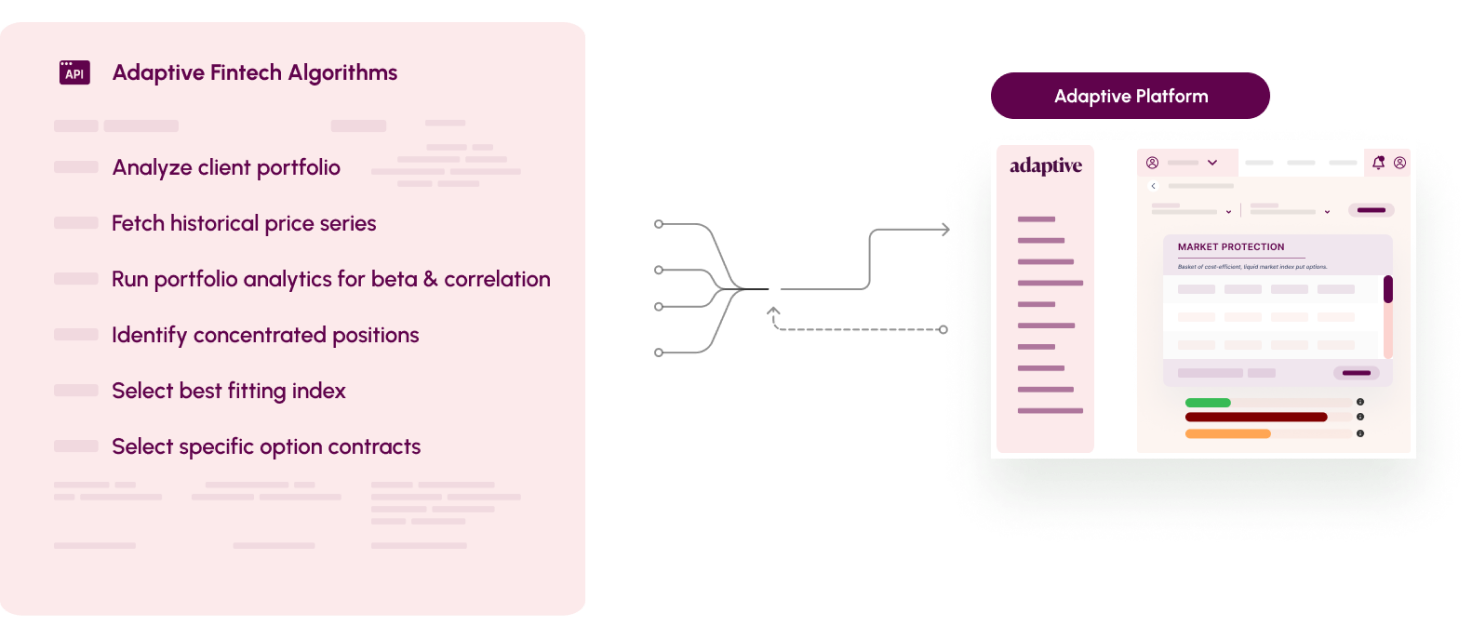 API
Adaptive Fintech Algorithms
Analyze client portfolio
Fetch historical price series
Run portfolio analytics for beta & correlation
Identify concentrated positions
Select best fitting index
Select specific option contracts
Adaptive Platform
adaptive
MARKET PROTECTION
Basket of cost-efficient, liquid market index put options.